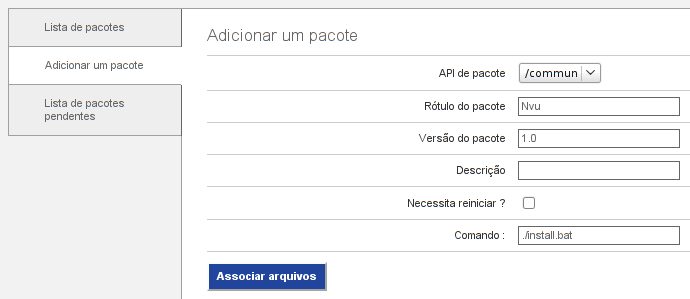 Lista de pacotes
Adicionar um pacote
Lista de pacotes
pendentes
Adicionar um pacote
API de pacote /commun
Rótulo do pacote Nvu
Versão do pacote 1.0
Descrição
Necessita reiniciar ?
Comando : ./install.bat
Associar arquivos